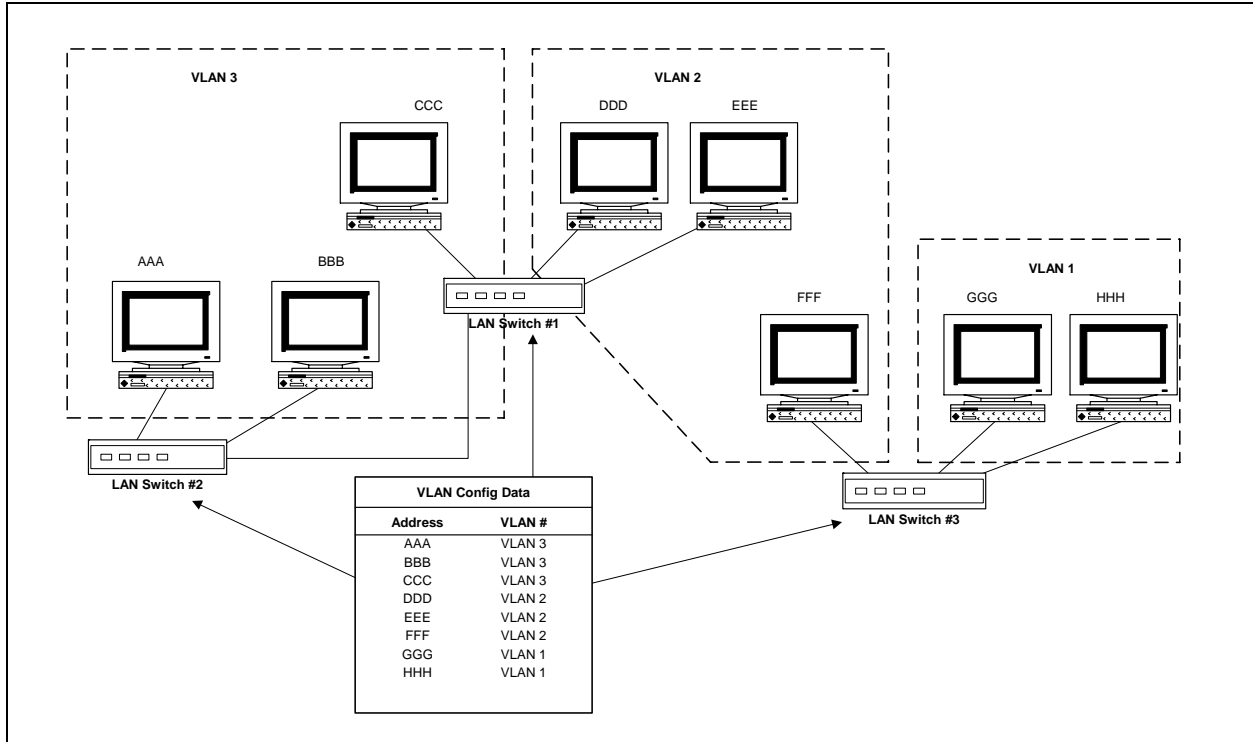 VLAN 3
VLAN 2
CCC
DDD
EEE
AAA
BBB
VLAN 1
FFF
GGG
HHH
LAN Switch #1
LAN Switch #2
LAN Switch #3
VLAN Config Data
Address VLAN #
AAA VLAN 3
BBB VLAN 3
CCC VLAN 3
DDD VLAN 2
EEE VLAN 2
FFF VLAN 2
GGG VLAN 1
HHH VLAN 1